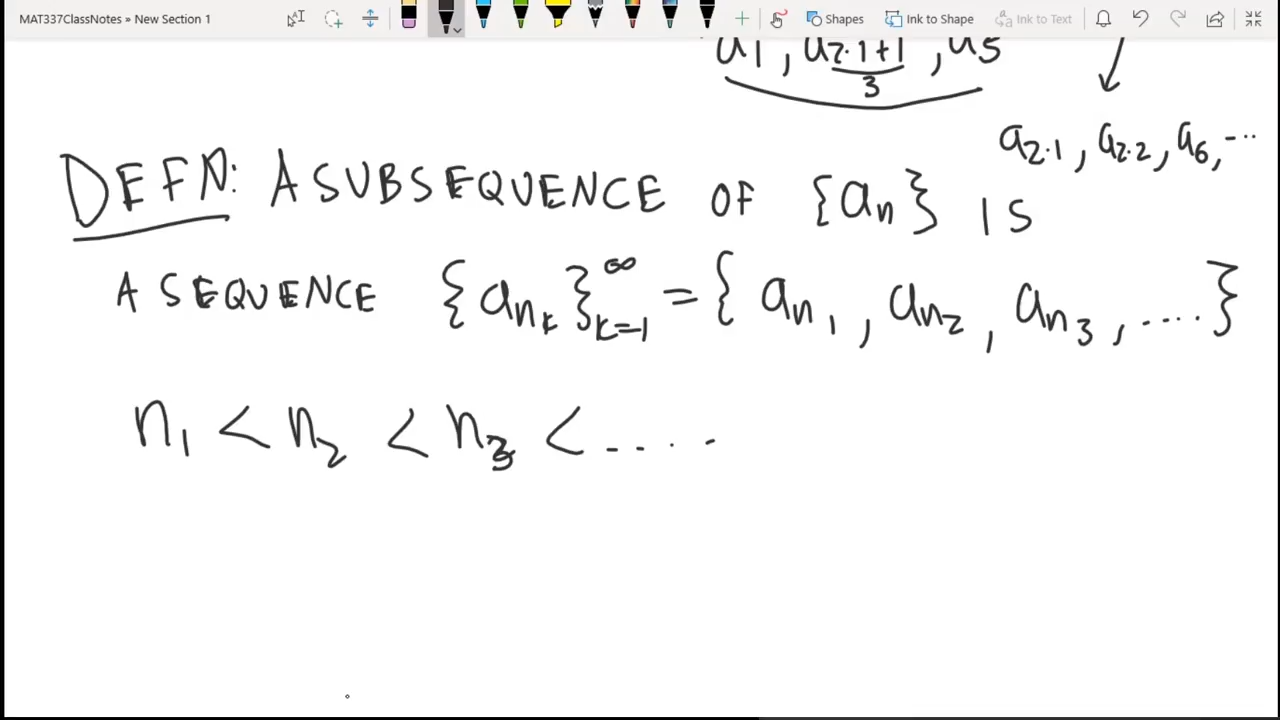 MAT337ClassNotes » New Section 1
Shapes
Ink to Shape
Ink to Text
a1, a2·1+1, a5
3
a2·1, a2·2, a6, ...
DEFN: A SUBSEQUENCE OF {an} IS
A SEQUENCE {an_k}_{k=1}^∞ = {an1, an2, an3, ....}
n1 < n2 < n3 < ....